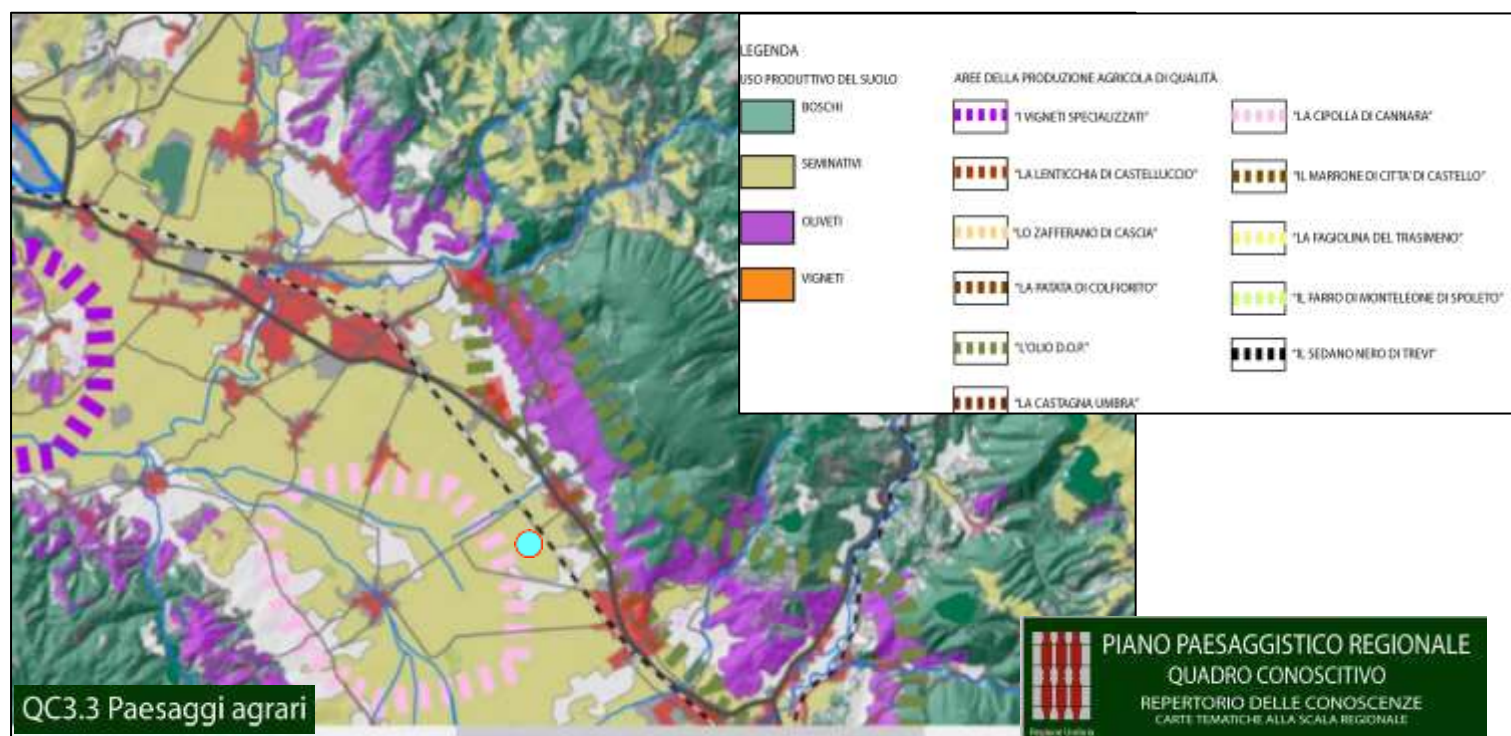 LEGENDA
USO PRODUTTIVO DEL SUOLO
BOSCHI
SEMINATIVI
OLIVETI
VIGNETI
AREE DELLA PRODUZIONE AGRICOLA DI QUALITÀ
"I VIGNETI SPECIALIZZATI"
"LA LENTICCHIA DI CASTELLUCCIO"
"LO ZAFFERANO DI CASCIA"
"LA PATATA DI COLFIORITO"
"L'OLIO D.O.P."
"LA CASTAGNA UMBRA"
"LA CIPOLLA DI CANNARA"
"IL MARRONE DI CITTA' DI CASTELLO"
"LA FAGIOLINA DEL TRASIMENO"
"IL FARRO DI MONTELEONE DI SPOLETO"
"IL SEDANO NERO DI TREVI"
QC3.3 Paesaggi agrari
PIANO PAESAGGISTICO REGIONALE
QUADRO CONOSCITIVO
REPERTORIO DELLE CONOSCENZE
CARTE TEMATICHE ALLA SCALA REGIONALE
Regione Umbria